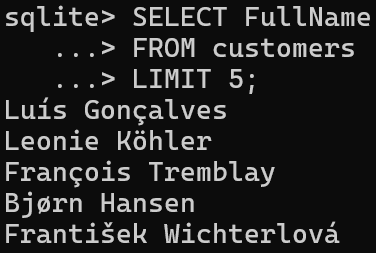 sqlite> SELECT FullName
   ...> FROM customers
   ...> LIMIT 5;
Luís Gonçalves
Leonie Köhler
François Tremblay
Bjørn Hansen
František Wichterlová